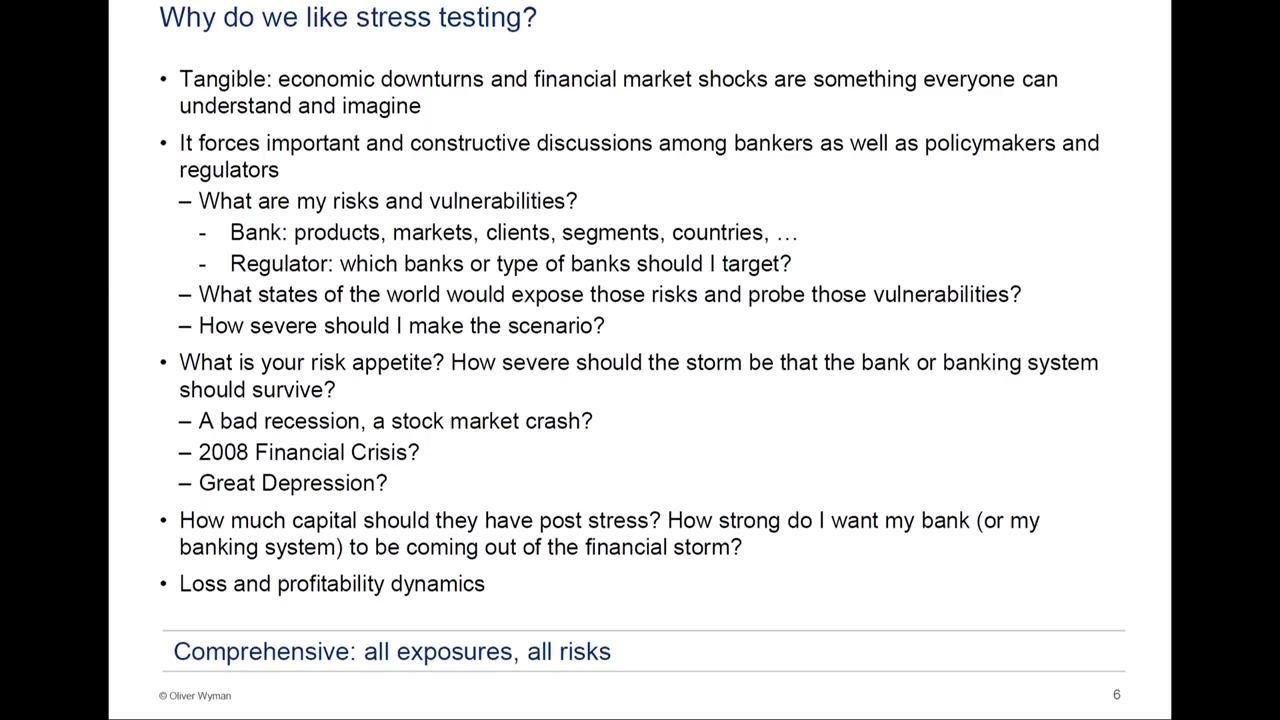 Why do we like stress testing?
• Tangible: economic downturns and financial market shocks are something everyone can
understand and imagine
• It forces important and constructive discussions among bankers as well as policymakers and
regulators
– What are my risks and vulnerabilities?
- Bank: products, markets, clients, segments, countries, …
- Regulator: which banks or type of banks should I target?
– What states of the world would expose those risks and probe those vulnerabilities?
– How severe should I make the scenario?
• What is your risk appetite? How severe should the storm be that the bank or banking system
should survive?
– A bad recession, a stock market crash?
– 2008 Financial Crisis?
– Great Depression?
• How much capital should they have post stress? How strong do I want my bank (or my
banking system) to be coming out of the financial storm?
• Loss and profitability dynamics
Comprehensive: all exposures, all risks
© Oliver Wyman
6